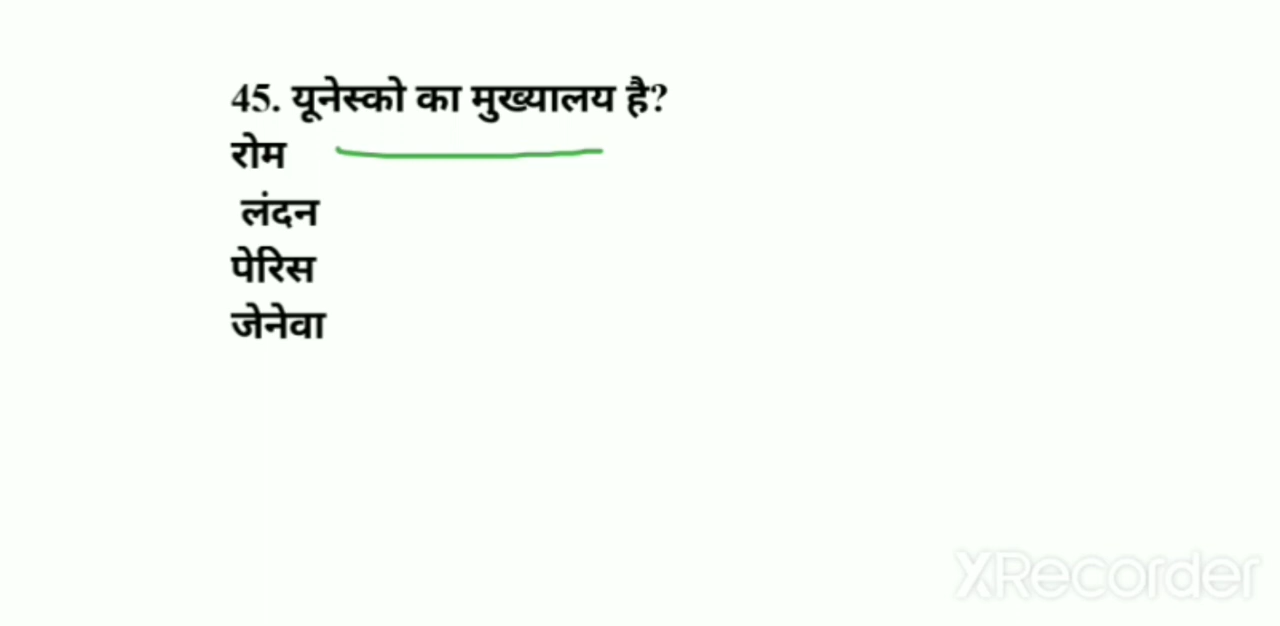 45. यूनेस्को का मुख्यालय है?
रोम
लंदन
पेरिस
जेनेवा
XRecorder